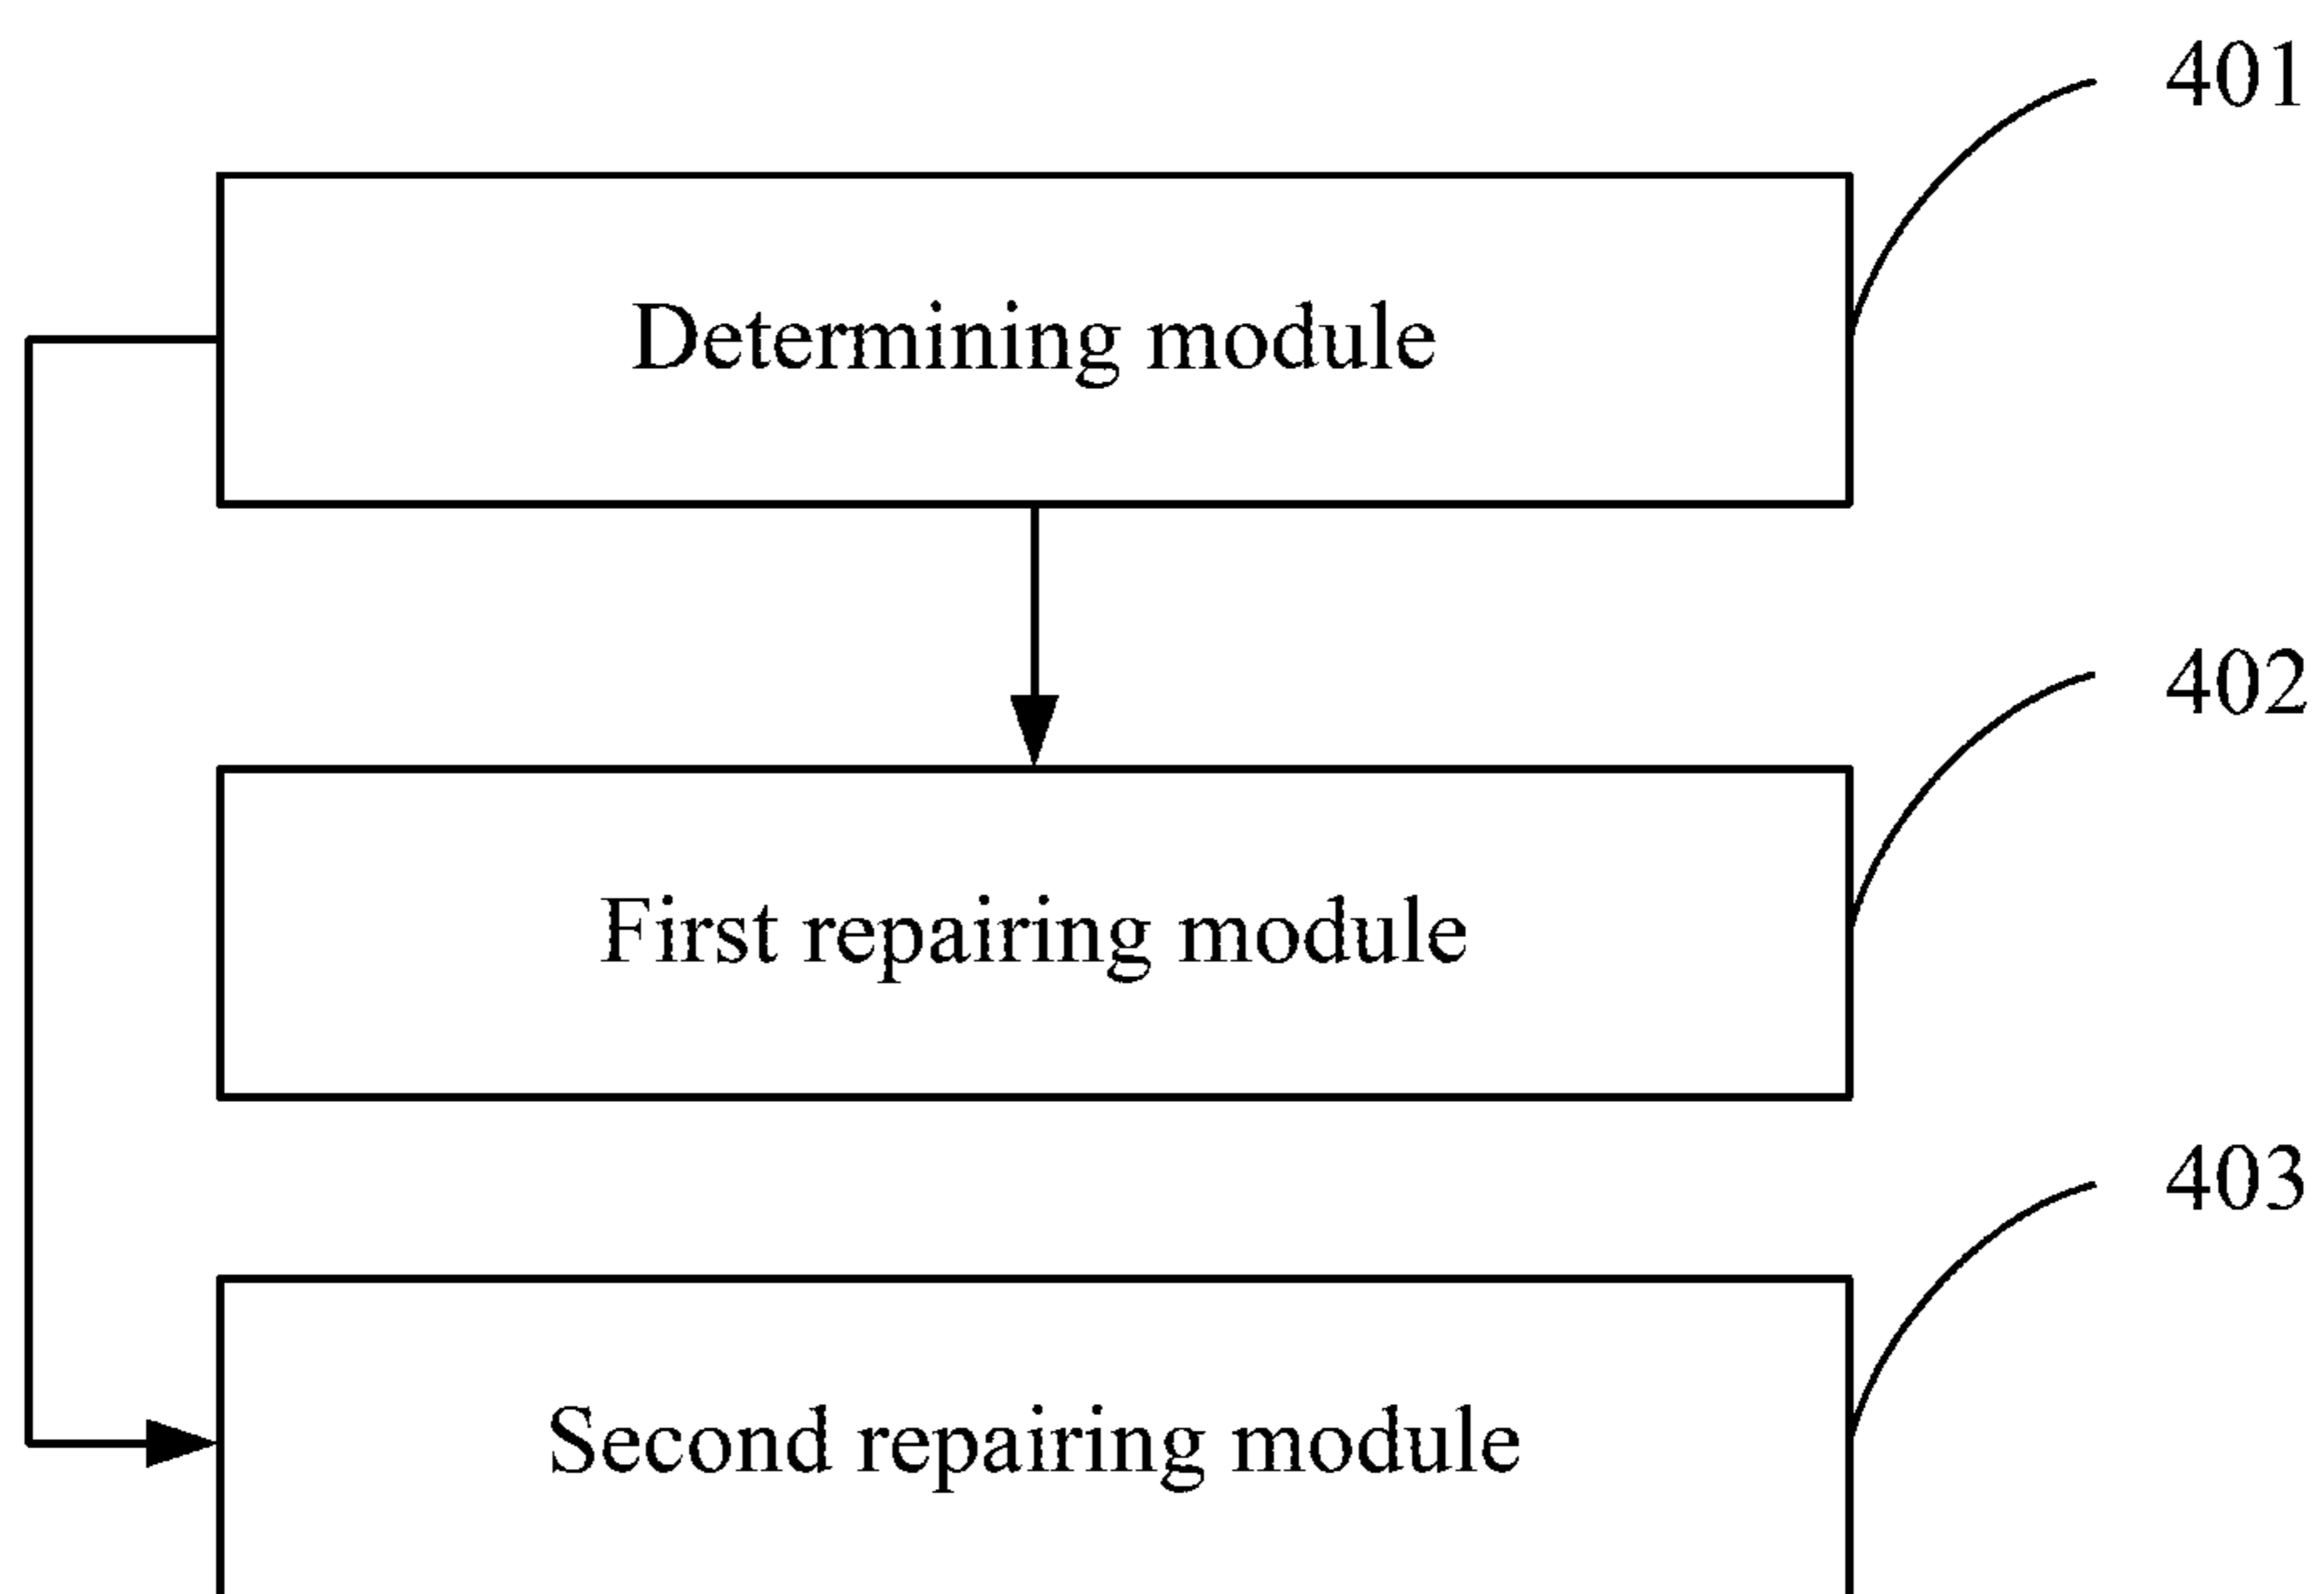 401
Determining module
402
First repairing module
403
Second repairing module